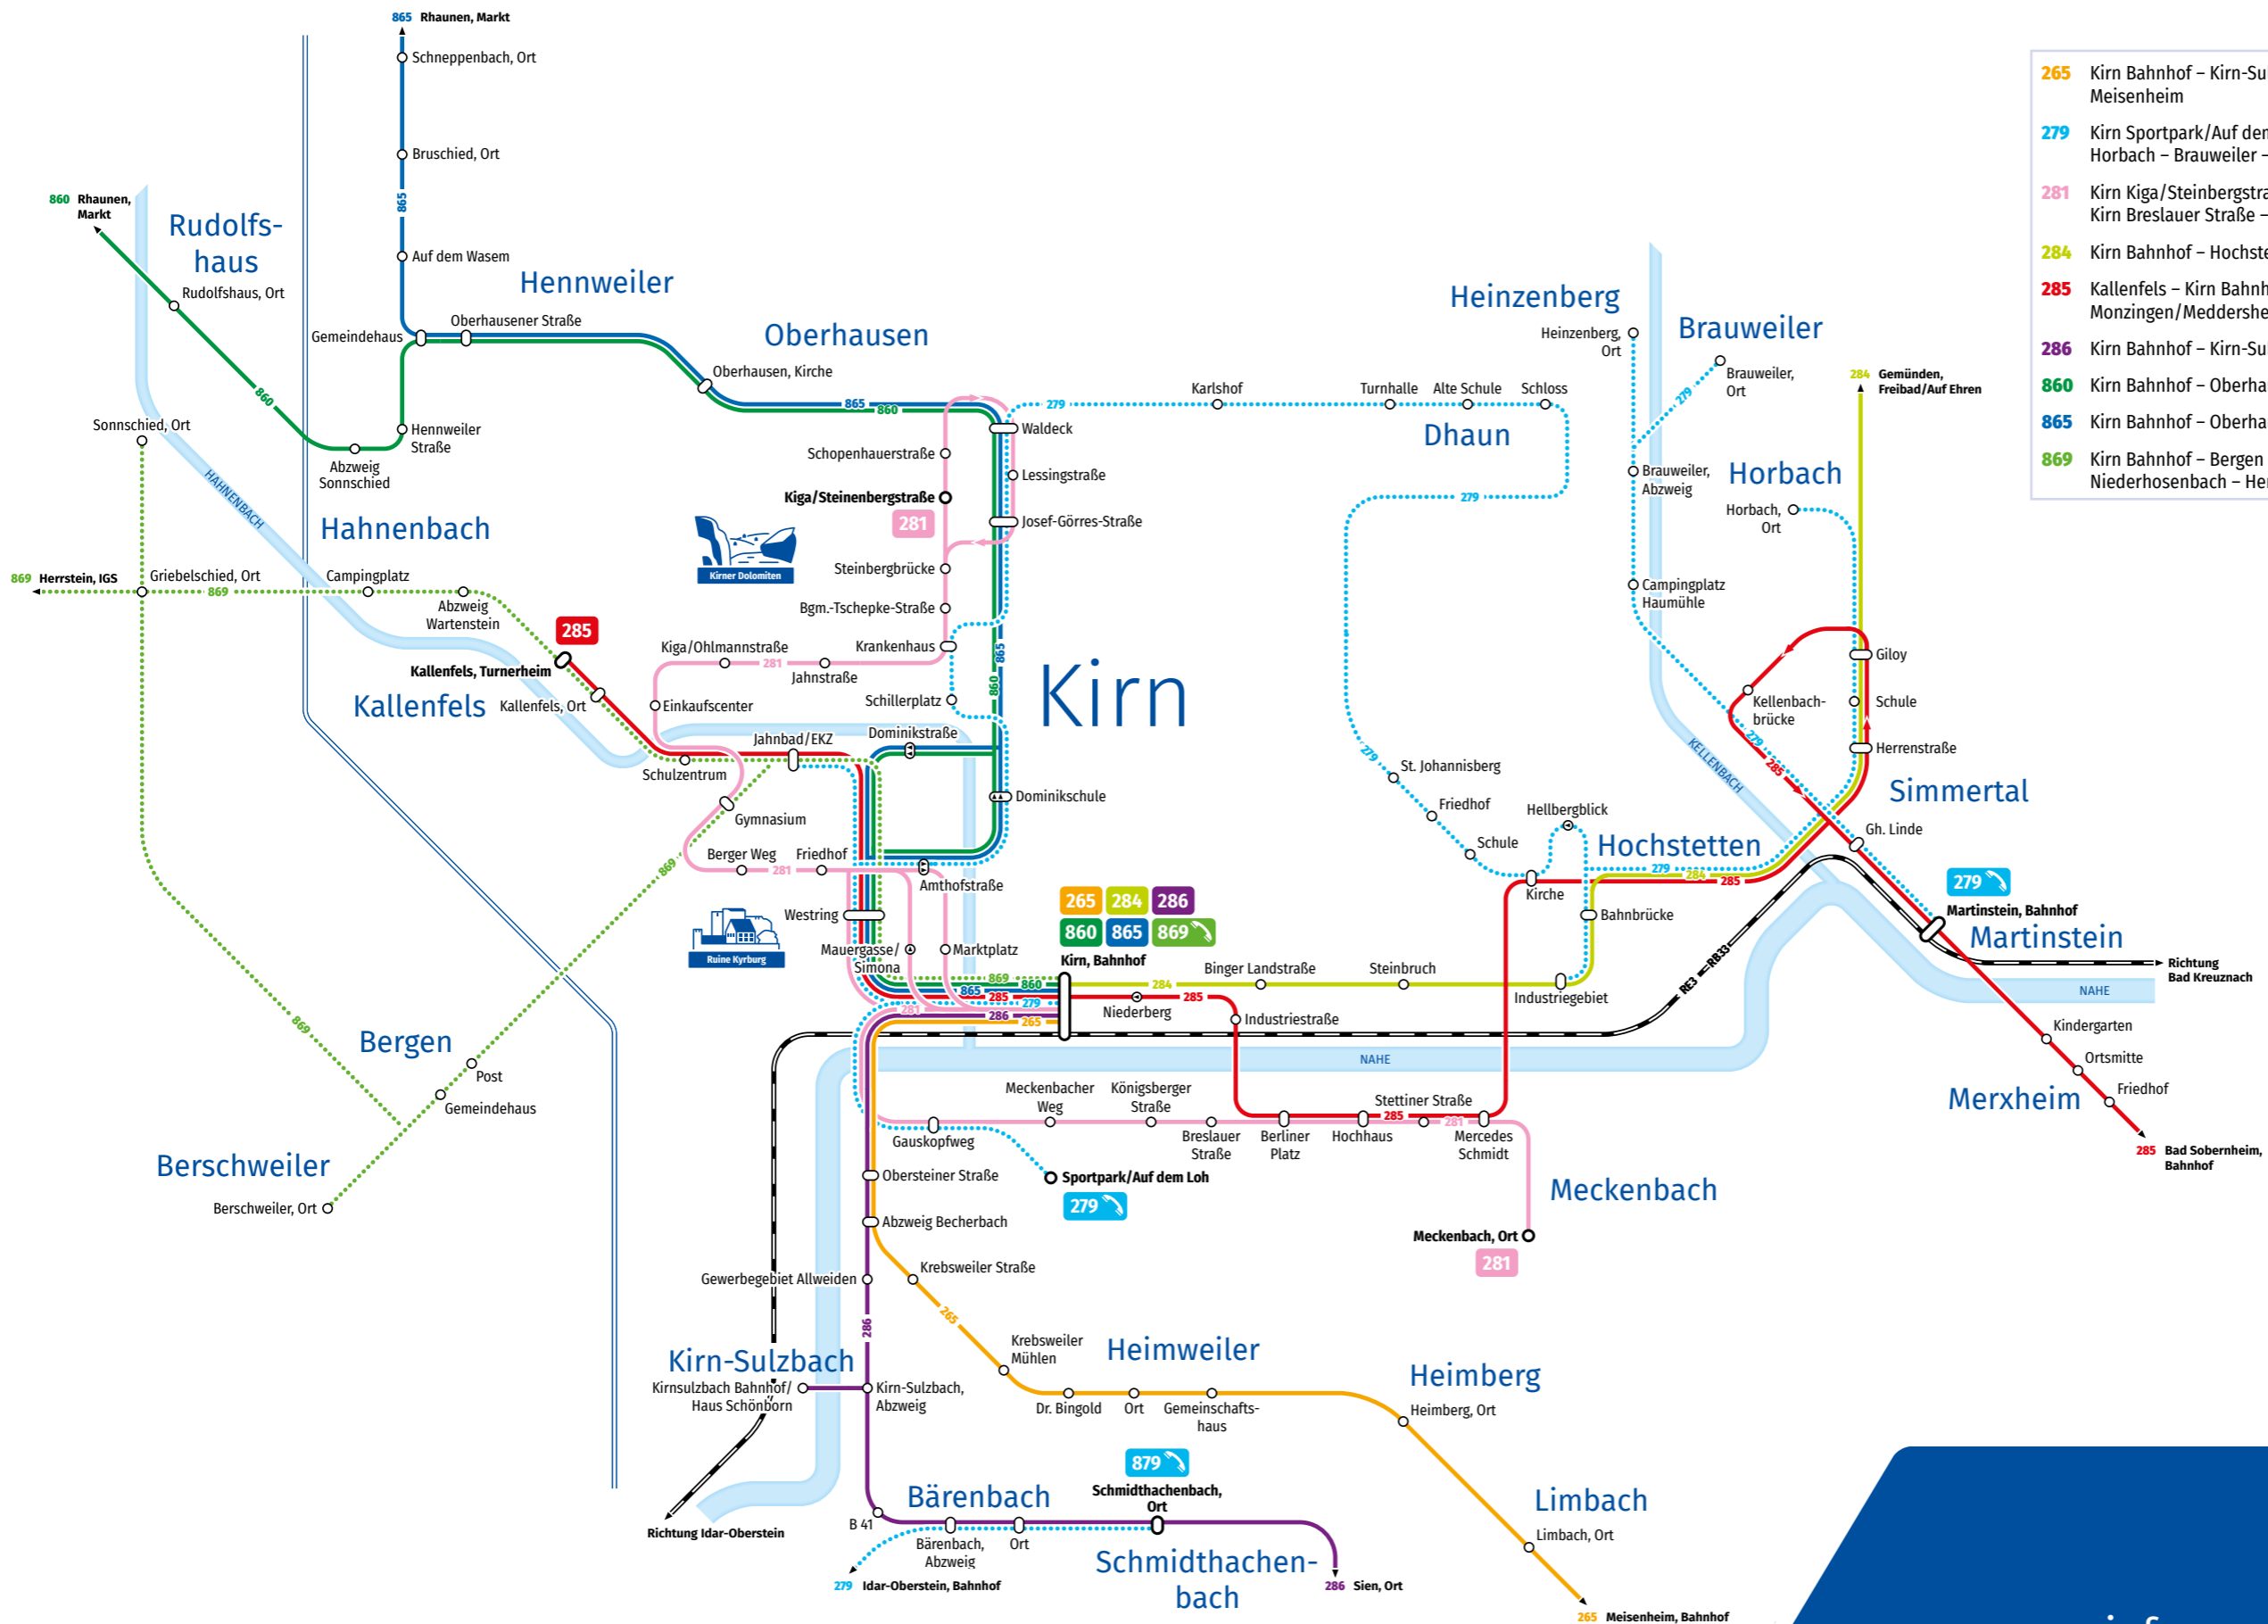 865 Rhaunen, Markt
Schneppenbach, Ort
Bruschied, Ort
865
Auf dem Wasem
860 Rhaunen,
Markt
Rudolfs-
haus
Rudolfshaus, Ort
Hennweiler
Gemeindehaus
Oberhausener Straße
Oberhausen
Oberhausen, Kirche
860
Sonnschied, Ort
Hennweiler
Straße
Abzweig
Sonnschied
HAHNENBACH
Hahnenbach
869 Herrstein, IGS
Griebelschied, Ort
869
Campingplatz
Abzweig
Wartenstein
285
Kallenfels, Turnerheim
Kallenfels
Kallenfels, Ort
865
860
Waldeck
Schopenhauerstraße
Lessingstraße
Kiga/Steinenbergstraße
281
Josef-Görres-Straße
Kirner Dolomiten
Steinbergbrücke
Bgm.-Tschepke-Straße
Kiga/Ohlmannstraße
Krankenhaus
281
Jahnstraße
865
860
Kirn
Einkaufscenter
Schillerplatz
Jahnbad/EKZ
Dominikstraße
Schulzentrum
Dominikschule
Gymnasium
869
Berger Weg
Friedhof
281
Amthofstraße
Westring
Mauergasse/
Simona
Marktplatz
Ruine Kyrburg
265 284 286
860 865 869
Kirn, Bahnhof
869
860
865
285
279
281
286
265
284
Binger Landstraße
Steinbruch
Industriegebiet
Niederberg
285
Industriestraße
NAHE
279
Karlshof
Turnhalle
Alte Schule
Schloss
Dhaun
279
279
St. Johannisberg
Friedhof
Schule
Hellbergblick
Kirche
Hochstetten
279
284
285
Bahnbrücke
Heinzenberg
Heinzenberg,
Ort
Brauweiler
Brauweiler,
Ort
279
Brauweiler,
Abzweig
Horbach
Horbach,
Ort
Campingplatz
Haumühle
284 Gemünden,
Freibad/Auf Ehren
Giloy
Kellenbach-
brücke
Schule
Herrenstraße
279
285
KELLENBACH
Simmertal
Gh. Linde
279
Martinstein, Bahnhof
Martinstein
Richtung
Bad Kreuznach
RE3 RB33
NAHE
Kindergarten
Ortsmitte
Friedhof
Merxheim
285 Bad Sobernheim,
Bahnhof
869
Bergen
Post
Gemeindehaus
Berschweiler
Berschweiler, Ort
Meckenbacher
Weg
Königsberger
Straße
Stettiner Straße
285
281
Gauskopfweg
Breslauer
Straße
Berliner
Platz
Hochhaus
Mercedes
Schmidt
Obersteiner Straße
Sportpark/Auf dem Loh
279
Meckenbach
Meckenbach, Ort
281
Abzweig Becherbach
Gewerbegebiet Allweiden
Krebsweiler Straße
286
265
Krebsweiler
Mühlen
Heimweiler
Kirn-Sulzbach
Kirnsulzbach Bahnhof/
Haus Schönborn
Kirn-Sulzbach,
Abzweig
Dr. Bingold
Ort
Gemeinschafts-
haus
Heimberg
Heimberg, Ort
879
Schmidthachenbach,
Ort
Bärenbach
B 41
Richtung Idar-Oberstein
Bärenbach,
Abzweig
Ort
Schmidthachen-
bach
279 Idar-Oberstein, Bahnhof
286 Sien, Ort
Limbach
Limbach, Ort
265 Meisenheim, Bahnhof
265 Kirn Bahnhof – Kirn-Su
Meisenheim
279 Kirn Sportpark/Auf dem
Horbach – Brauweiler –
281 Kirn Kiga/Steinbergstra
Kirn Breslauer Straße –
284 Kirn Bahnhof – Hochste
285 Kallenfels – Kirn Bahnh
Monzingen/Meddershe
286 Kirn Bahnhof – Kirn-Su
860 Kirn Bahnhof – Oberha
865 Kirn Bahnhof – Oberha
869 Kirn Bahnhof – Bergen
Niederhosenbach – Her